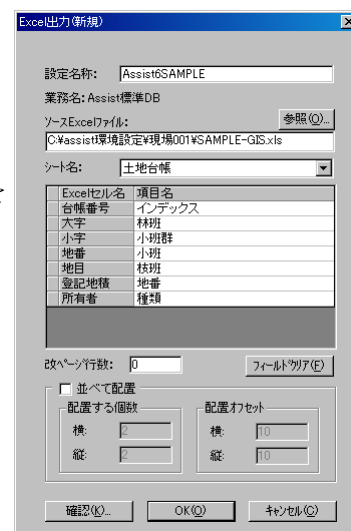 Excel出力(新規)
設定名称: Assist6SAMPLE
業務名: Assist標準DB
ソースExcelファイル: 参照(O)...
C:¥assist環境設定¥現場001¥SAMPLE-GIS.xls
シート名: 土地台帳
Excelセル名 項目名
台帳番号 インデックス
大字 林班
小字 小班群
地番 小班
地目 枝班
登記地積 地番
所有者 種類
改ページ行数: 0 フィールドクリア(F)
並べて配置
配置する個数 配置オフセット
横: 2 横: 10
縦: 2 縦: 10
確認(K)... OK(O) キャンセル(C)